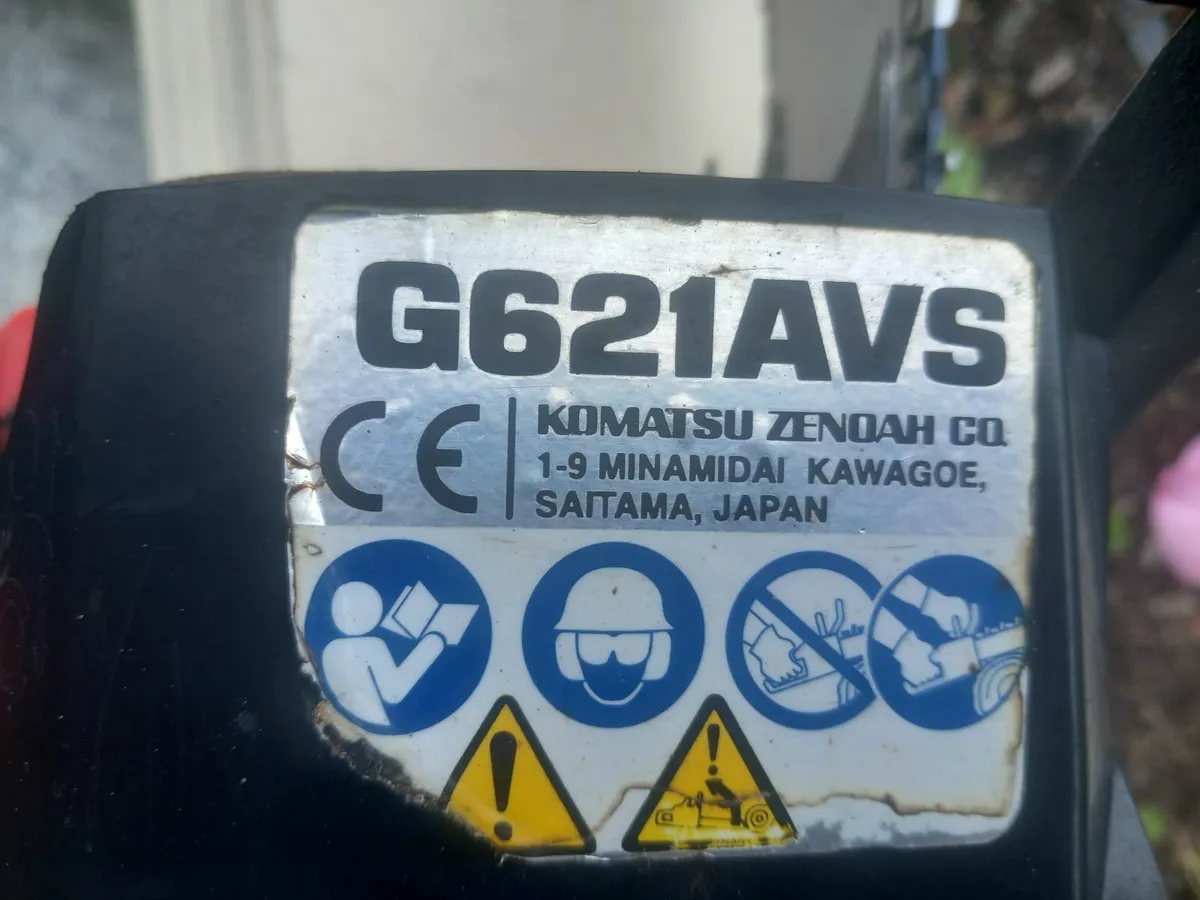 G621AVS
CE
KOMATSU ZENOAH CO.
1-9 MINAMIDAI KAWAGOE,
SAITAMA, JAPAN